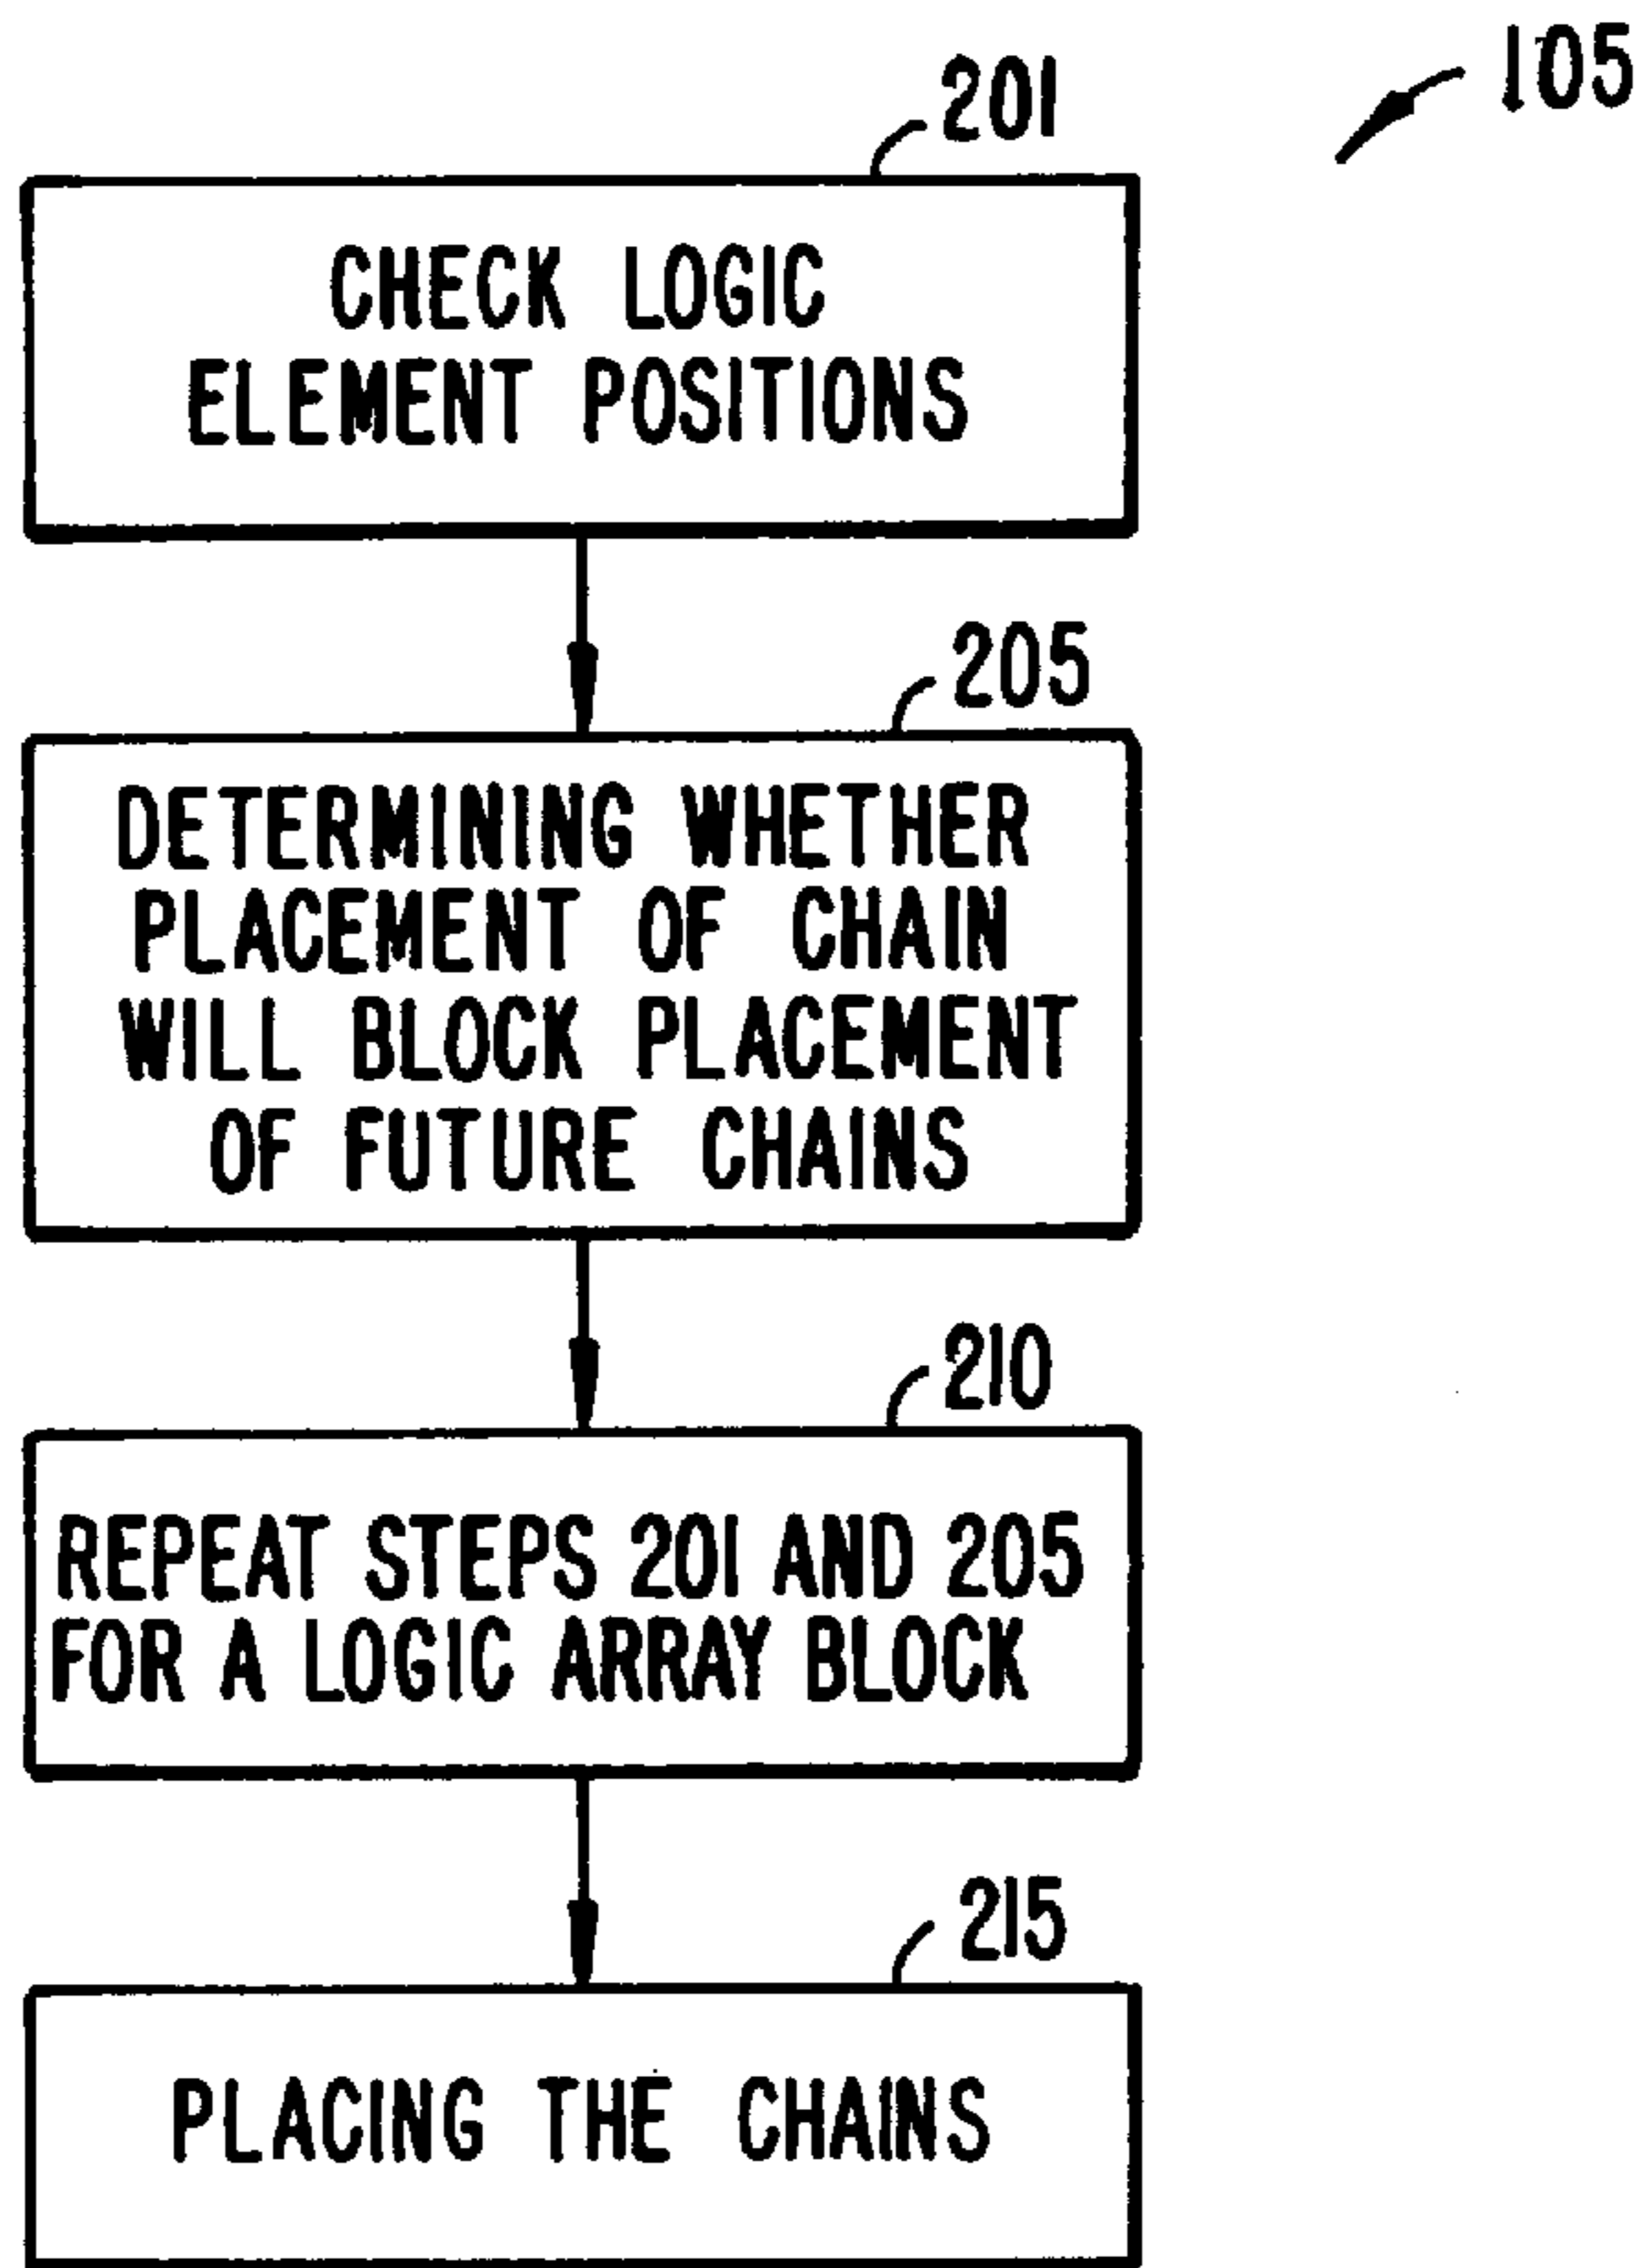 105
201
CHECK LOGIC
ELEMENT POSITIONS
205
DETERMINING WHETHER
PLACEMENT OF CHAIN
WILL BLOCK PLACEMENT
OF FUTURE CHAINS
210
REPEAT STEPS 201 AND 205
FOR A LOGIC ARRAY BLOCK
215
PLACING THE CHAINS